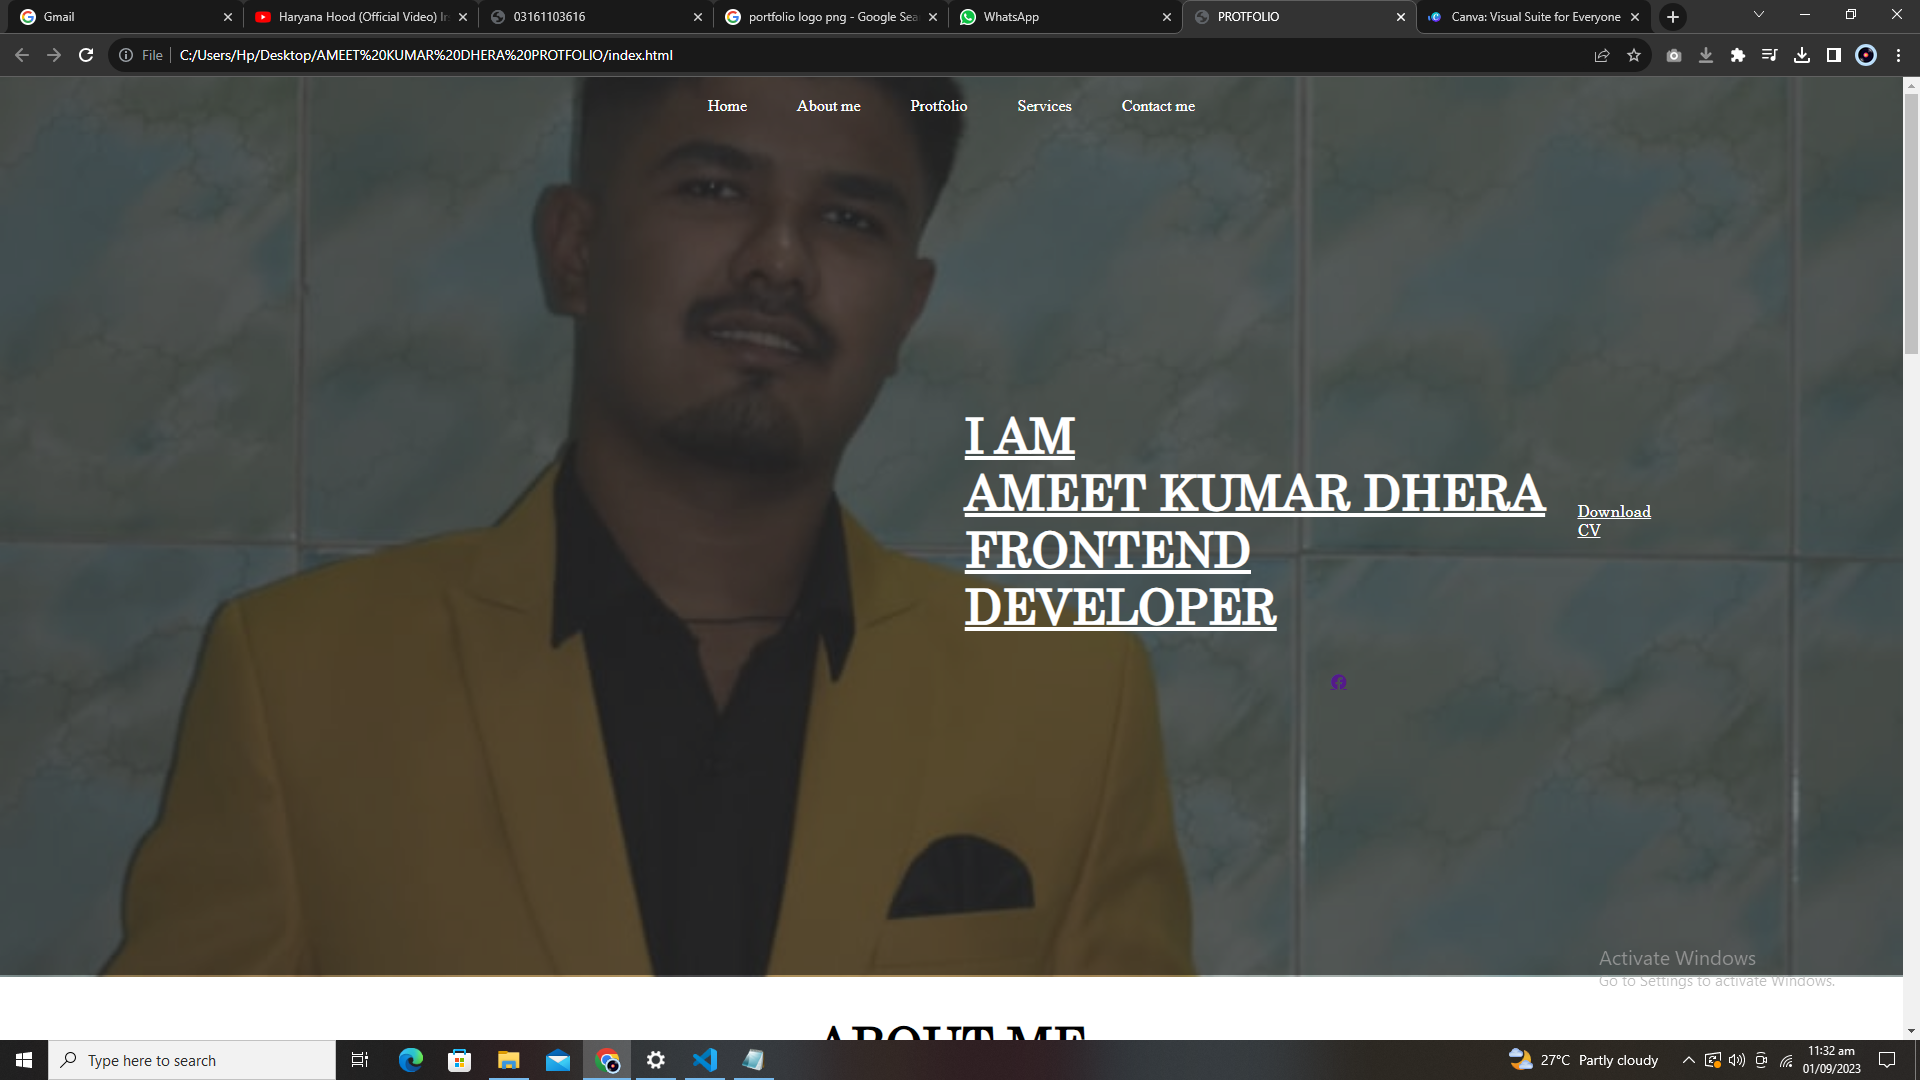 Gmail
Haryana Hood (Official Video) Ir
03161103616
portfolio logo png - Google Sea
WhatsApp
PROTFOLIO
Canva: Visual Suite for Everyone
File
C:/Users/Hp/Desktop/AMEET%20KUMAR%20DHERA%20PROTFOLIO/index.html
Home
About me
Protfolio
Services
Contact me
I AM
AMEET KUMAR DHERA
FRONTEND
DEVELOPER
Download
CV
Activate Windows
Go to Settings to activate Windows.
ABOUT ME
Type here to search
27°C Partly cloudy
11:32 am
01/09/2023